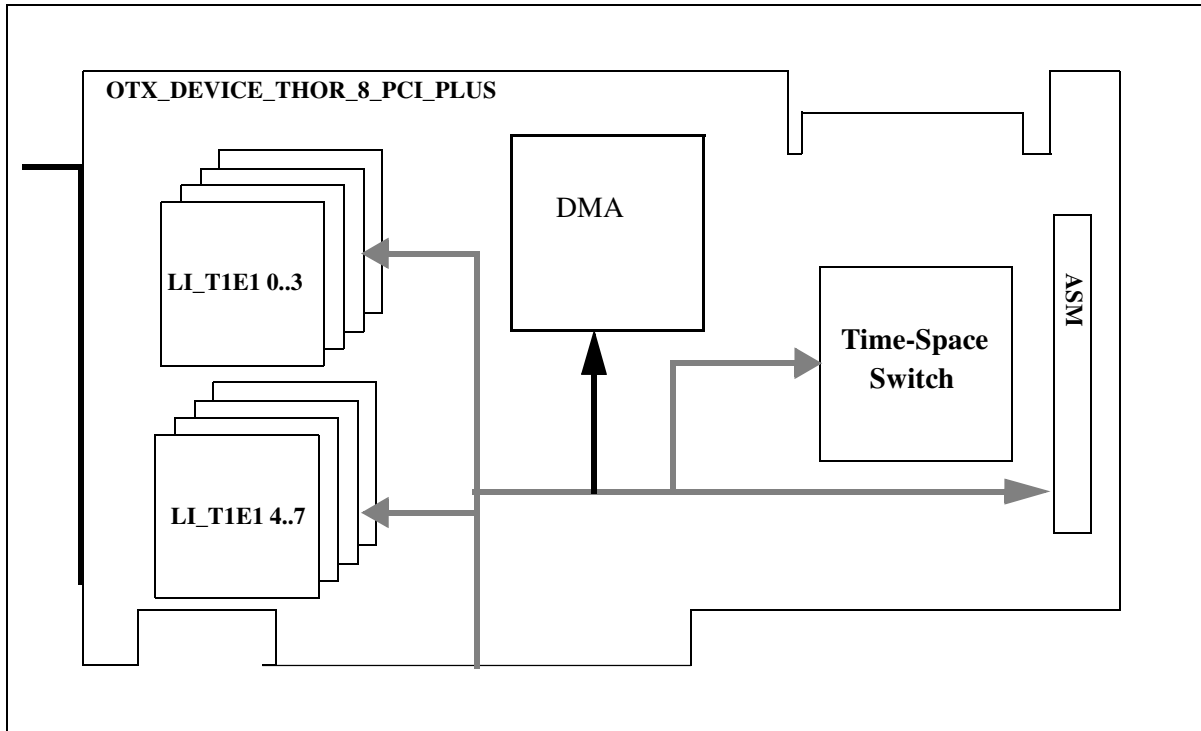 OTX_DEVICE_THOR_8_PCI_PLUS
DMA
LI_T1E1 0..3
ASM
Time-Space
Switch
LI_T1E1 4..7